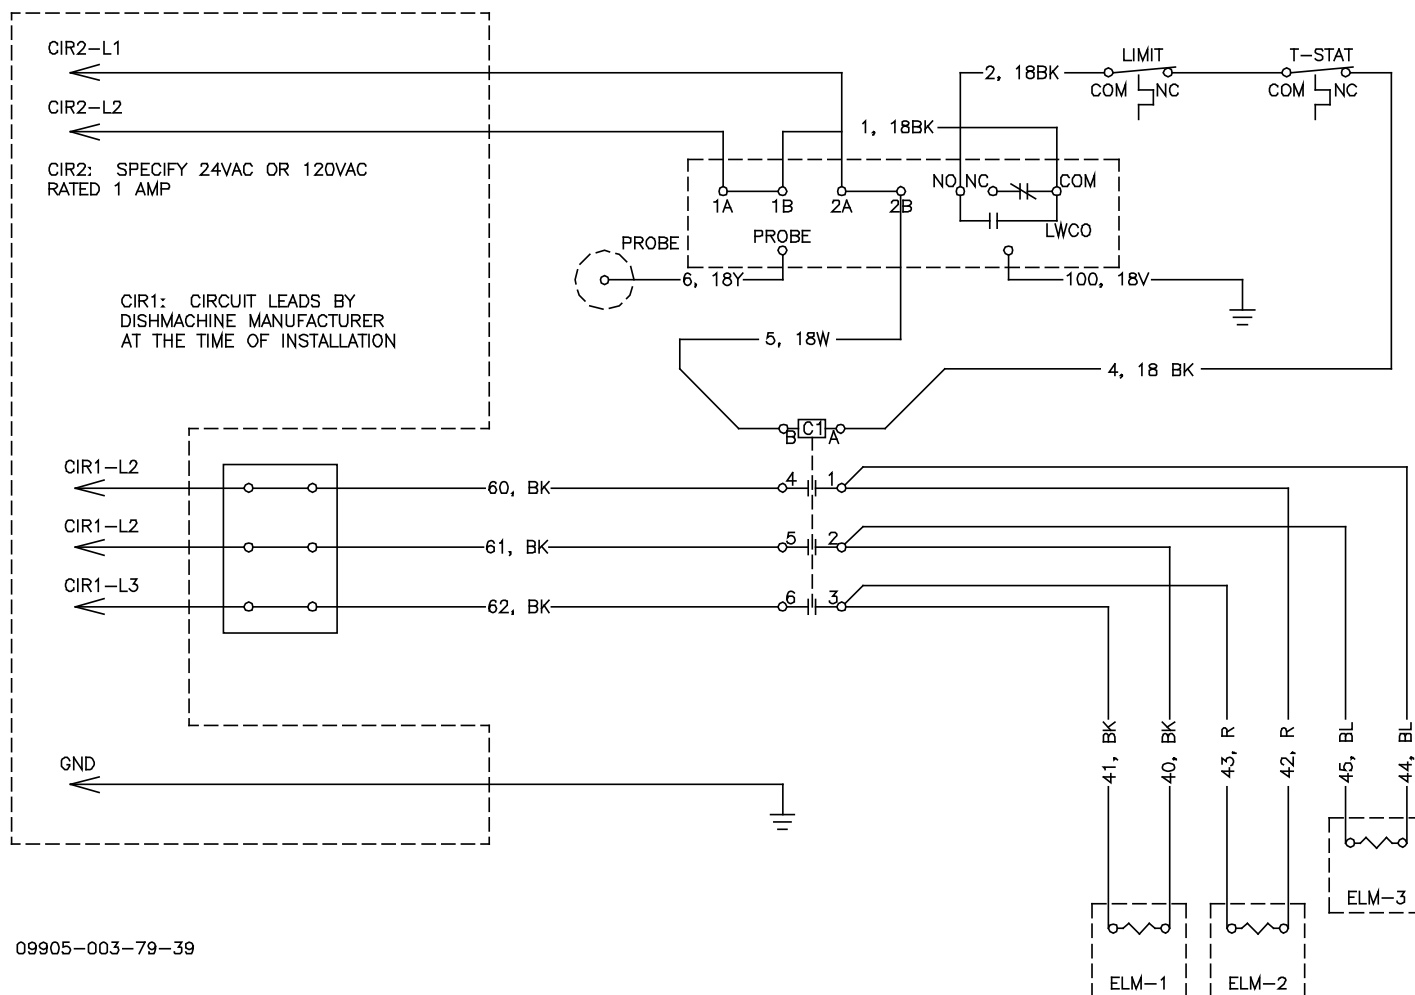 CIR2-L1
LIMIT
T-STAT
2, 18BK
COM
NC
COM
NC
CIR2-L2
1, 18BK
CIR2: SPECIFY 24VAC OR 120VAC
RATED 1 AMP
NO
NC
COM
1A
1B
2A
2B
LWCO
PROBE
PROBE
6, 18Y
100, 18V
CIR1: CIRCUIT LEADS BY
DISHMACHINE MANUFACTURER
AT THE TIME OF INSTALLATION
5, 18W
4, 18 BK
B
C1
A
CIR1-L2
60, BK
4
1
CIR1-L2
61, BK
5
2
CIR1-L3
62, BK
6
3
GND
41, BK
40, BK
43, R
42, R
45, BL
44, BL
ELM-3
ELM-1
ELM-2
09905-003-79-39